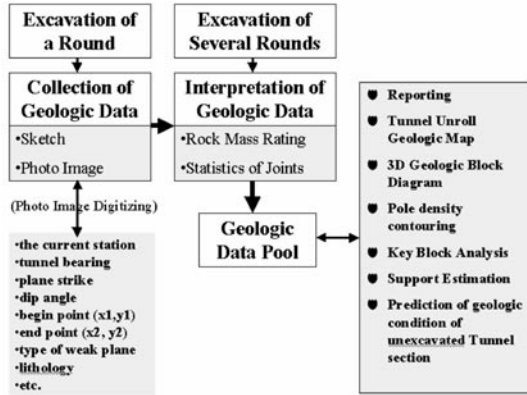 Excavation of
a Round
Excavation of
Several Rounds
Collection of
Geologic Data
•Sketch
•Photo Image
Interpretation of
Geologic Data
•Rock Mass Rating
•Statistics of Joints
(Photo Image Digitizing)
•the current station
•tunnel bearing
•plane strike
•dip angle
•begin point (x1,y1)
•end point (x2, y2)
•type of weak plane
•lithology
•etc.
Geologic
Data Pool
Reporting
Tunnel Unroll
Geologic Map
3D Geologic Block
Diagram
Pole density
contouring
Key Block Analysis
Support Estimation
Prediction of geologic
condition of
unexcavated Tunnel
section